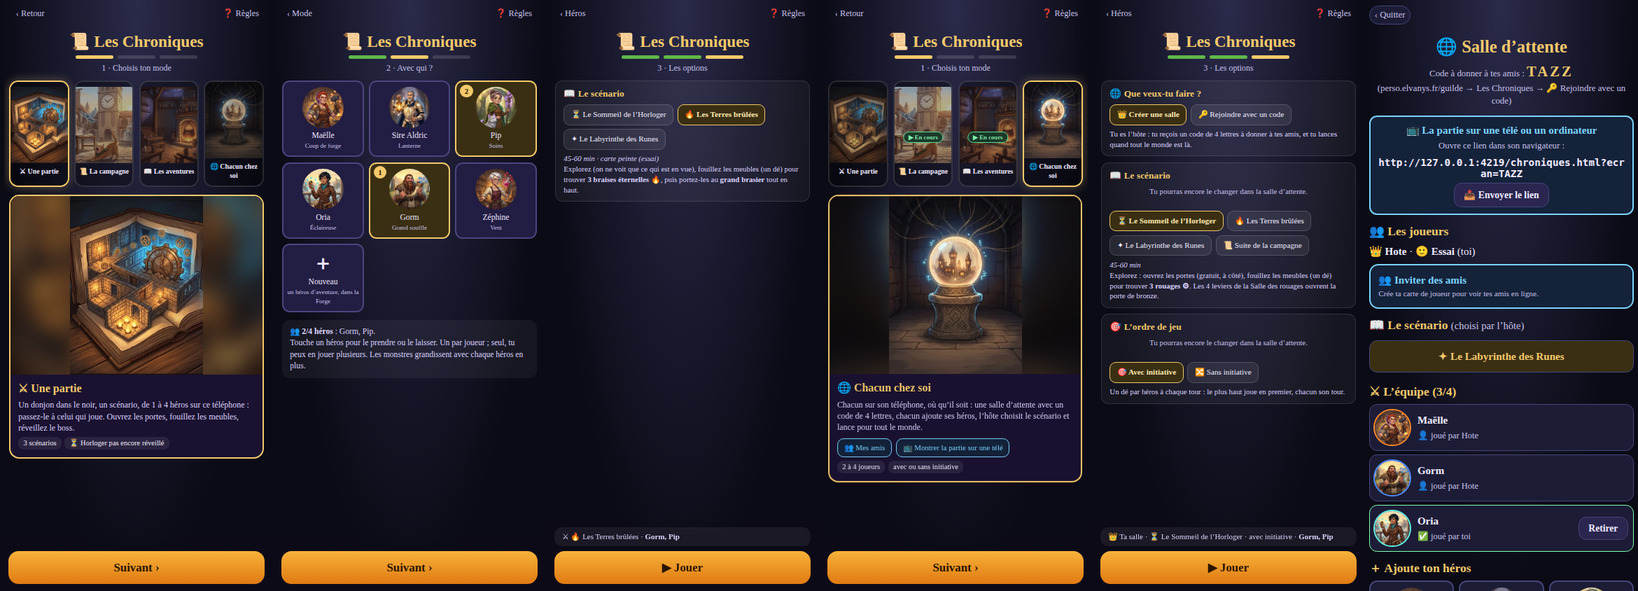 ‹ Retour
❓ Règles
📜 Les Chroniques
1 · Choisis ton mode
⚔ Une partie
📜 La campagne
📖 Les aventures
🌐 Chacun chez soi
⚔ Une partie
Un donjon dans le noir, un scénario, de 1 à 4 héros sur ce téléphone :
passez-le à celui qui joue. Ouvrez les portes, fouillez les meubles,
réveillez le boss.
3 scénarios
⏳ Horloger pas encore réveillé
Suivant ›
‹ Mode
❓ Règles
📜 Les Chroniques
2 · Avec qui ?
Maëlle
Coup de forge
Sire Aldric
Lanterne
2
Pip
Soins
Oria
Éclaireuse
1
Gorm
Grand souffle
Zéphine
Vent
+
Nouveau
un héros d’aventure, dans la
Forge
👥 2/4 héros : Gorm, Pip.
Touche un héros pour le prendre ou le laisser. Un par joueur ; seul, tu
peux en jouer plusieurs. Les monstres grandissent avec chaque héros en
plus.
Suivant ›
‹ Héros
❓ Règles
📜 Les Chroniques
3 · Les options
📖 Le scénario
⏳ Le Sommeil de l’Horloger
🔥 Les Terres brûlées
✦ Le Labyrinthe des Runes
45-60 min · carte peinte (essai)
Explorez (on ne voit que ce qui est en vue), fouillez les meubles (un dé) pour
trouver 3 braises éternelles 🔥, puis portez-les au grand brasier tout en
haut.
⚔ 🔥 Les Terres brûlées · Gorm, Pip
▶ Jouer
‹ Retour
❓ Règles
📜 Les Chroniques
1 · Choisis ton mode
⚔ Une partie
▶ En cours
📜 La campagne
▶ En cours
📖 Les aventures
🌐 Chacun chez
soi
🌐 Chacun chez soi
Chacun sur son téléphone, où qu’il soit : une salle d’attente avec un
code de 4 lettres, chacun ajoute ses héros, l’hôte choisit le scénario et
lance pour tout le monde.
👥 Mes amis
📺 Montrer la partie sur une télé
2 à 4 joueurs
avec ou sans initiative
Suivant ›
‹ Héros
❓ Règles
📜 Les Chroniques
3 · Les options
🌐 Que veux-tu faire ?
👑 Créer une salle
🔑 Rejoindre avec un code
Tu es l’hôte : tu reçois un code de 4 lettres à donner à tes amis, et tu lances
quand tout le monde est là.
📖 Le scénario
Tu pourras encore le changer dans la salle d’attente.
⏳ Le Sommeil de l’Horloger
🔥 Les Terres brûlées
✦ Le Labyrinthe des Runes
📜 Suite de la campagne
45-60 min
Explorez : ouvrez les portes (gratuit, à côté), fouillez les meubles (un dé)
pour trouver 3 rouages ⚙. Les 4 leviers de la Salle des rouages ouvrent la
porte de bronze.
🎯 L’ordre de jeu
Tu pourras encore le changer dans la salle d’attente.
🎯 Avec initiative
🔀 Sans initiative
Un dé par héros à chaque tour : le plus haut joue en premier, chacun son tour.
👑 Ta salle · ⏳ Le Sommeil de l’Horloger · avec initiative · Gorm, Pip
▶ Jouer
‹ Quitter
🌐 Salle d’attente
Code à donner à tes amis : TAZZ
(perso.elvanys.fr/guilde → Les Chroniques → 🔑 Rejoindre avec un
code)
📺 La partie sur une télé ou un ordinateur
Ouvre ce lien dans son navigateur :
http://127.0.0.1:4219/chroniques.html?ecr
an=TAZZ
📤 Envoyer le lien
👥 Les joueurs
👑 Hote · 🙂 Essai (toi)
👥 Inviter des amis
Crée ta carte de joueur pour voir tes amis en ligne.
📖 Le scénario (choisi par l’hôte)
✦ Le Labyrinthe des Runes
⚔ L’équipe (3/4)
Maëlle
👤 joué par Hote
Gorm
👤 joué par Hote
Oria
✅ joué par toi
Retirer
+ Ajoute ton héros